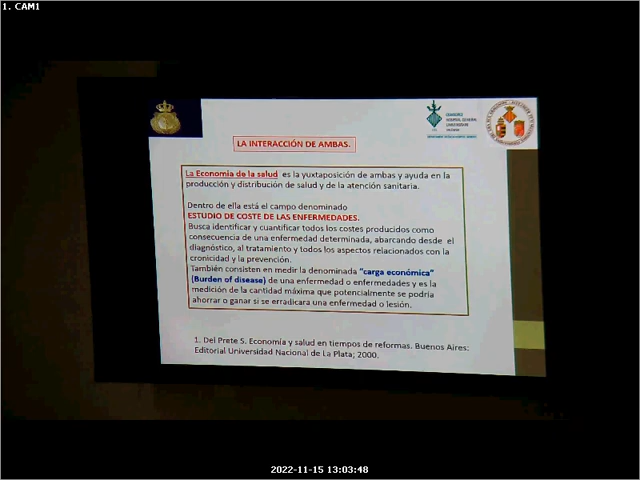 1. CAM1
LA INTERACCIÓN DE AMBAS.
La Economía de la salud es la yuxtaposición de ambas y ayuda en la
producción y distribución de salud y de la atención sanitaria.
Dentro de ella está el campo denominado
ESTUDIO DE COSTE DE LAS ENFERMEDADES.
Busca identificar y cuantificar todos los costes producidos como
consecuencia de una enfermedad determinada, abarcando desde el
diagnóstico, al tratamiento y todos los aspectos relacionados con la
cronicidad y la prevención.
También consisten en medir la denominada "carga económica"
(Burden of disease) de una enfermedad o enfermedades y es la
medición de la cantidad máxima que potencialmente se podría
ahorrar o ganar si se erradicara una enfermedad o lesión.
1. Del Prete S. Economía y salud en tiempos de reformas. Buenos Aires:
Editorial Universidad Nacional de La Plata; 2000.
2022-11-15 13:03:48